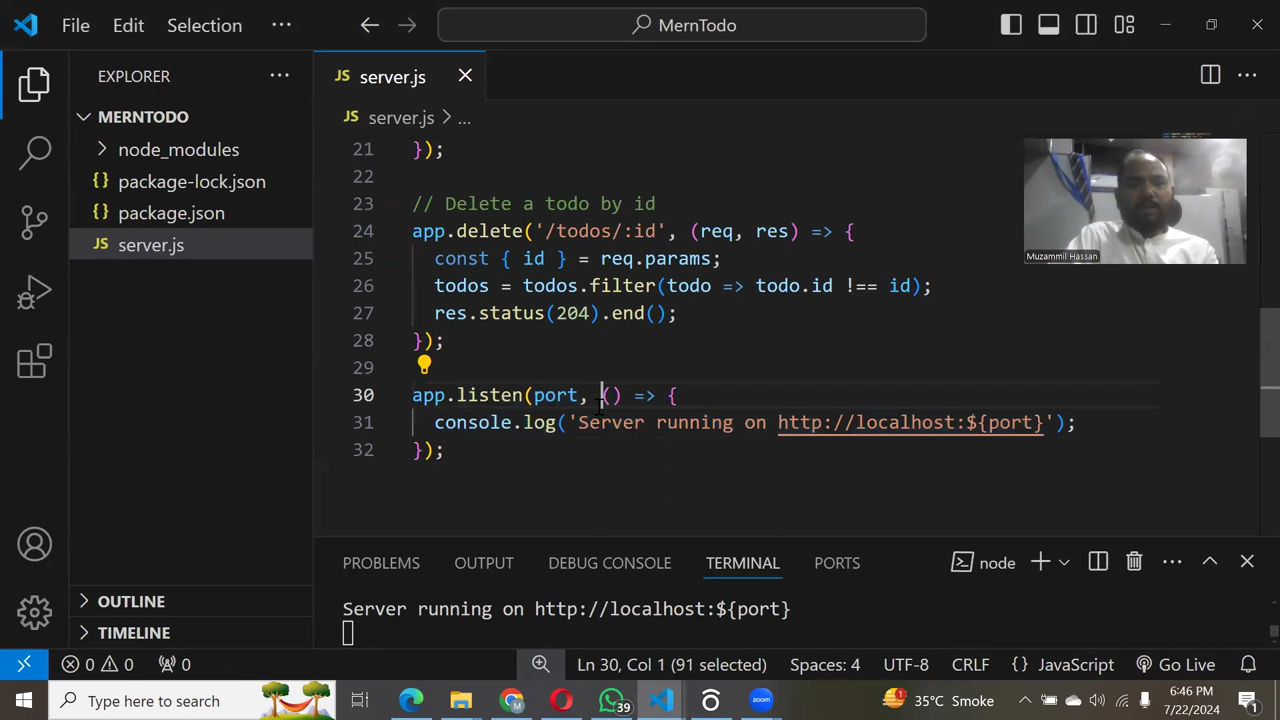 File Edit Selection ··· MernTodo
EXPLORER ···
MERNTODO
node_modules
package-lock.json
package.json
JS server.js
OUTLINE
TIMELINE
JS server.js
JS server.js > ...
21 });
22
23 // Delete a todo by id
24 app.delete('/todos/:id', (req, res) => {
25 const { id } = req.params;
26 todos = todos.filter(todo => todo.id !== id);
27 res.status(204).end();
28 });
29
30 app.listen(port, () => {
31 console.log('Server running on http://localhost:${port}');
32 });
Muzammil Hassan
PROBLEMS OUTPUT DEBUG CONSOLE TERMINAL PORTS node
Server running on http://localhost:${port}
0 0 0 Ln 30, Col 1 (91 selected) Spaces: 4 UTF-8 CRLF {} JavaScript Go Live
Type here to search 39 1 35°C Smoke 6:46 PM
7/22/2024 1